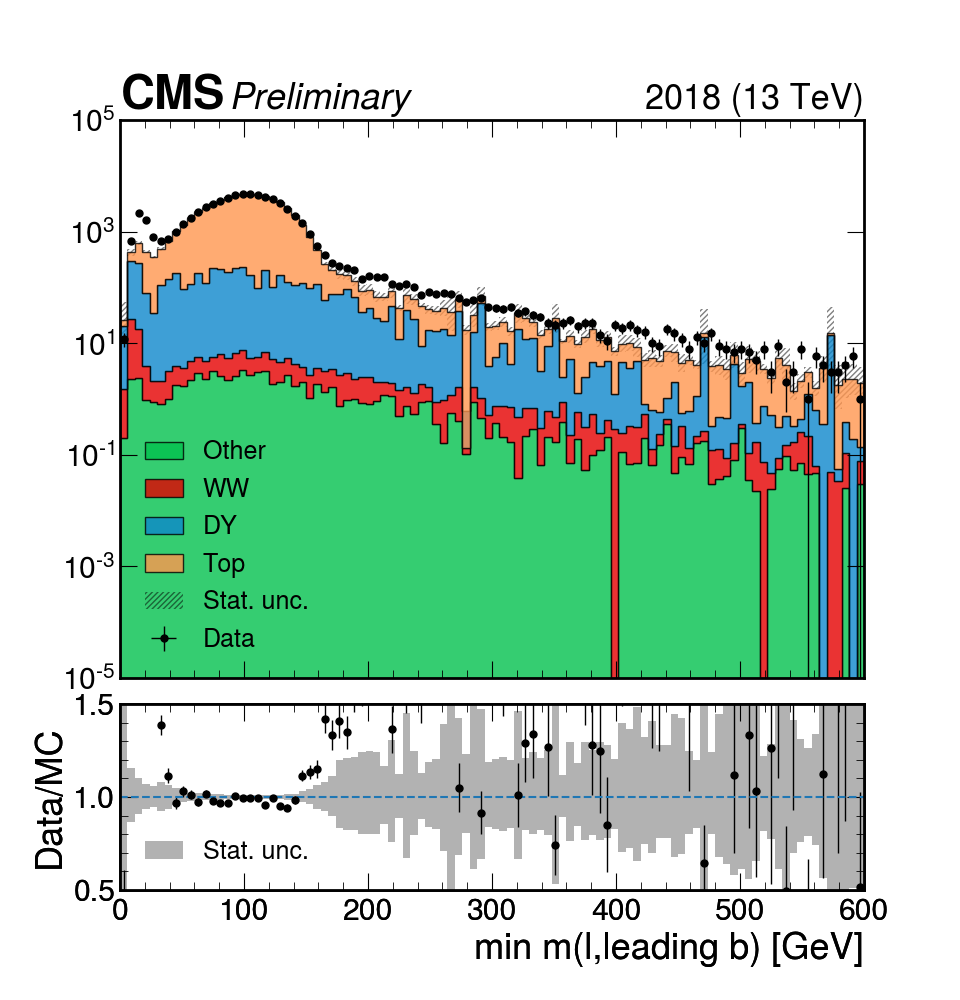 CMS Preliminary 2018 (13 TeV)
10^5
10^3
10^1
10^-1
10^-3
10^-5
Other
WW
DY
Top
Stat. unc.
Data
1.5
1.0
0.5
Data/MC
Stat. unc.
0 100 200 300 400 500 600
min m(l,leading b) [GeV]